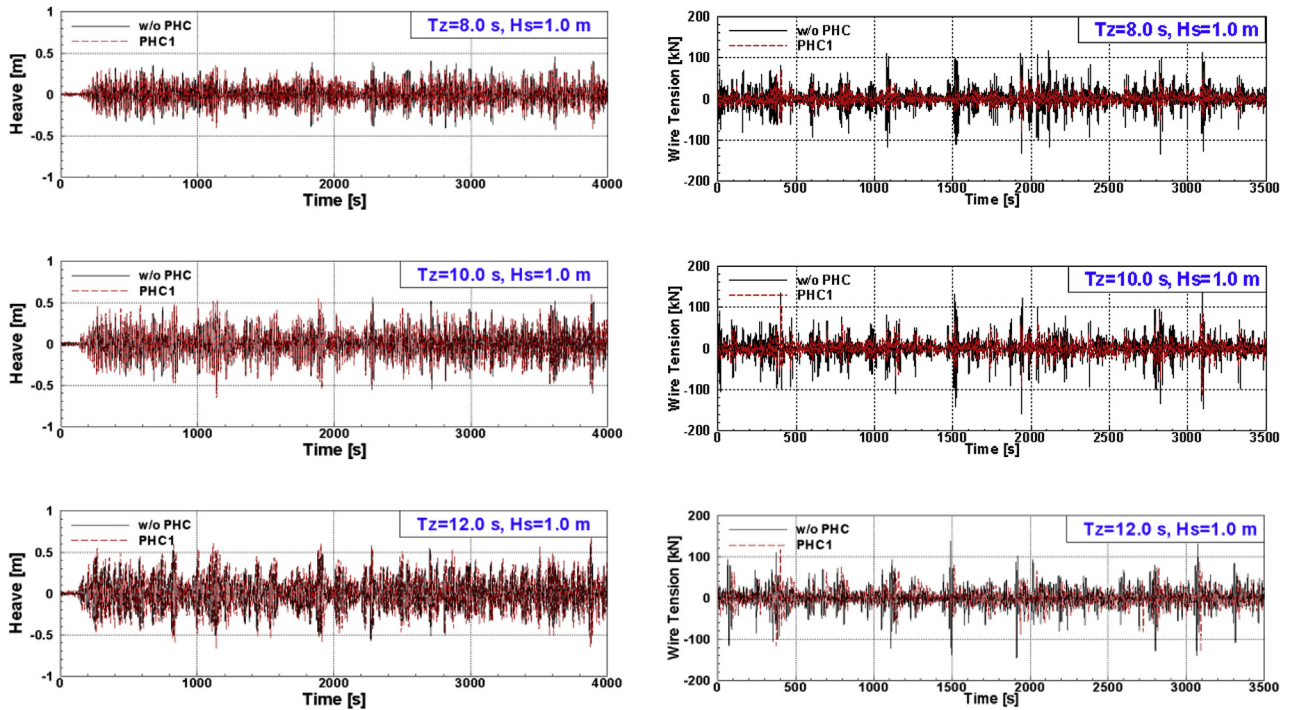 Tz=8.0 s, Hs=1.0 m
w/o PHC
PHC1
Heave [m]
1
0.5
0
-0.5
-1
0 1000 2000 3000 4000
Time [s]
Tz=8.0 s, Hs=1.0 m
w/o PHC
PHC1
Wire Tension [kN]
200
100
0
-100
-200
0 500 1000 1500 2000 2500 3000 3500
Time [s]
Tz=10.0 s, Hs=1.0 m
w/o PHC
PHC1
Heave [m]
1
0.5
0
-0.5
-1
0 1000 2000 3000 4000
Time [s]
Tz=10.0 s, Hs=1.0 m
w/o PHC
PHC1
Wire Tension [kN]
200
100
0
-100
-200
0 500 1000 1500 2000 2500 3000 3500
Time [s]
Tz=12.0 s, Hs=1.0 m
w/o PHC
PHC1
Heave [m]
1
0.5
0
-0.5
-1
0 1000 2000 3000 4000
Time [s]
Tz=12.0 s, Hs=1.0 m
w/o PHC
PHC1
Wire Tension [kN]
200
100
0
-100
-200
0 500 1000 1500 2000 2500 3000 3500
Time [s]